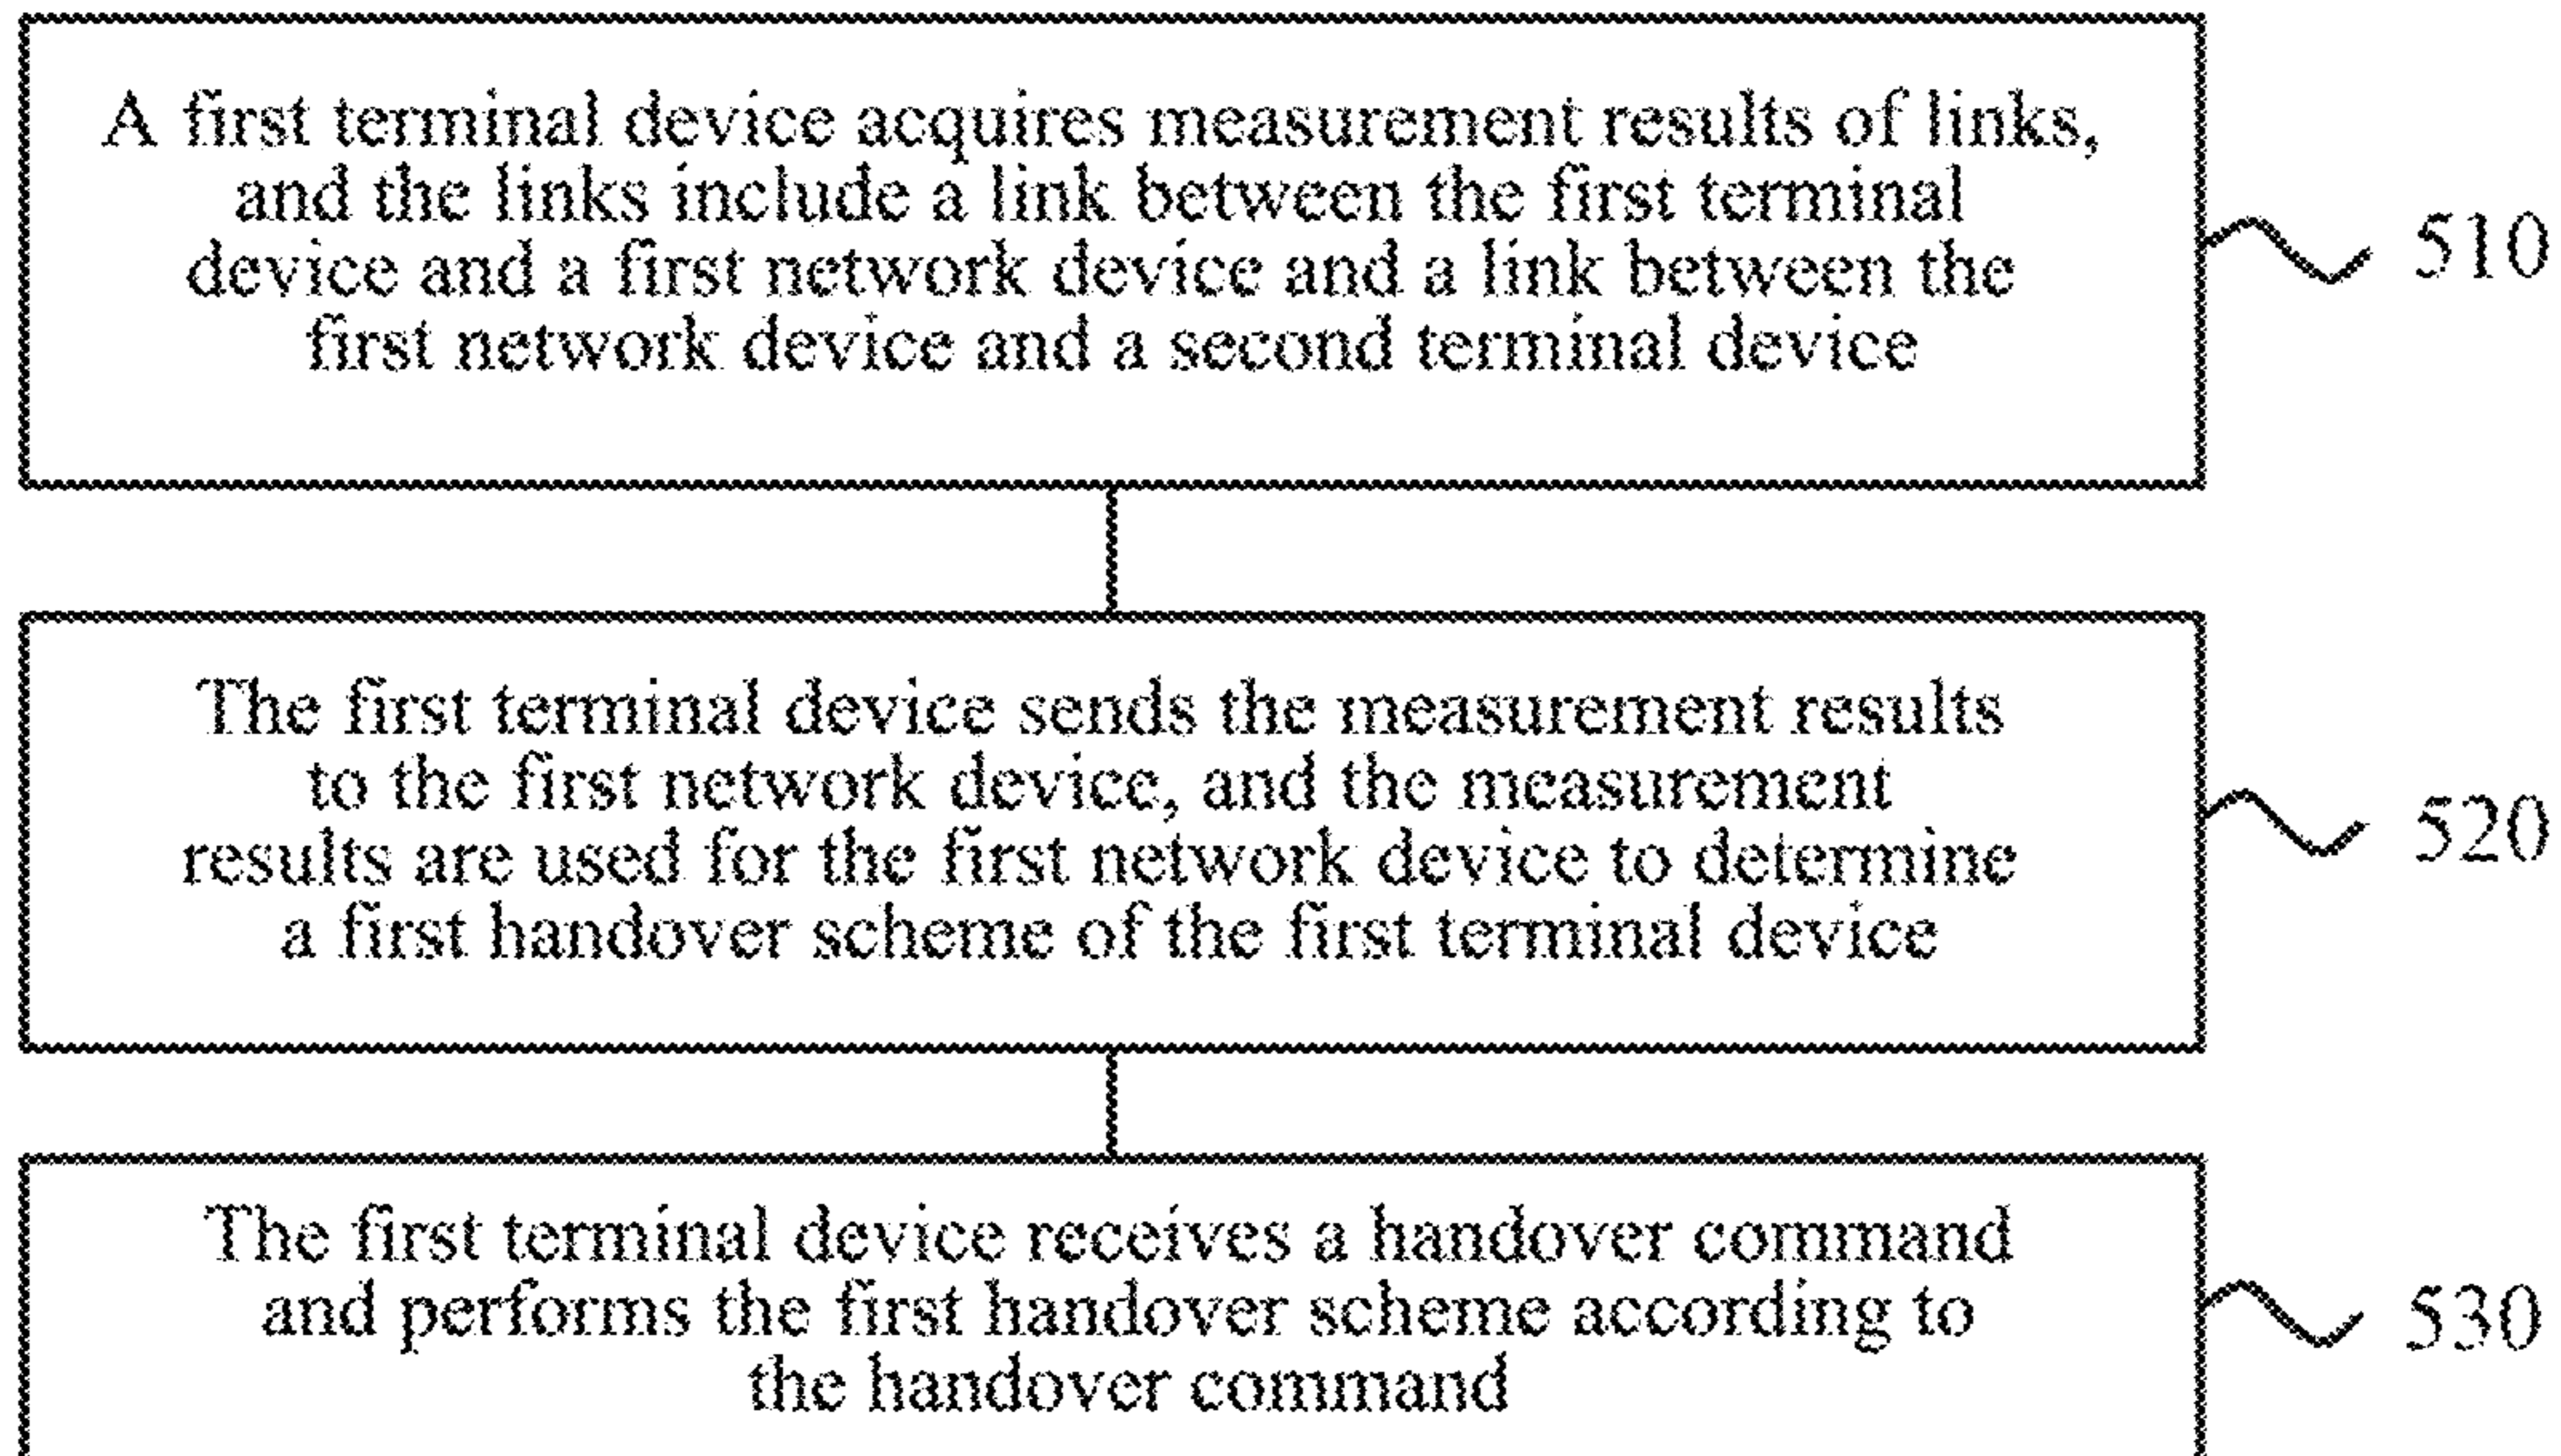 A first terminal device acquires measurement results of links,
and the links include a link between the first terminal
device and a first network device and a link between the
first network device and a second terminal device
510
The first terminal device sends the measurement results
to the first network device, and the measurement
results are used for the first network device to determine
a first handover scheme of the first terminal device
520
The first terminal device receives a handover command
and performs the first handover scheme according to
the handover command
530